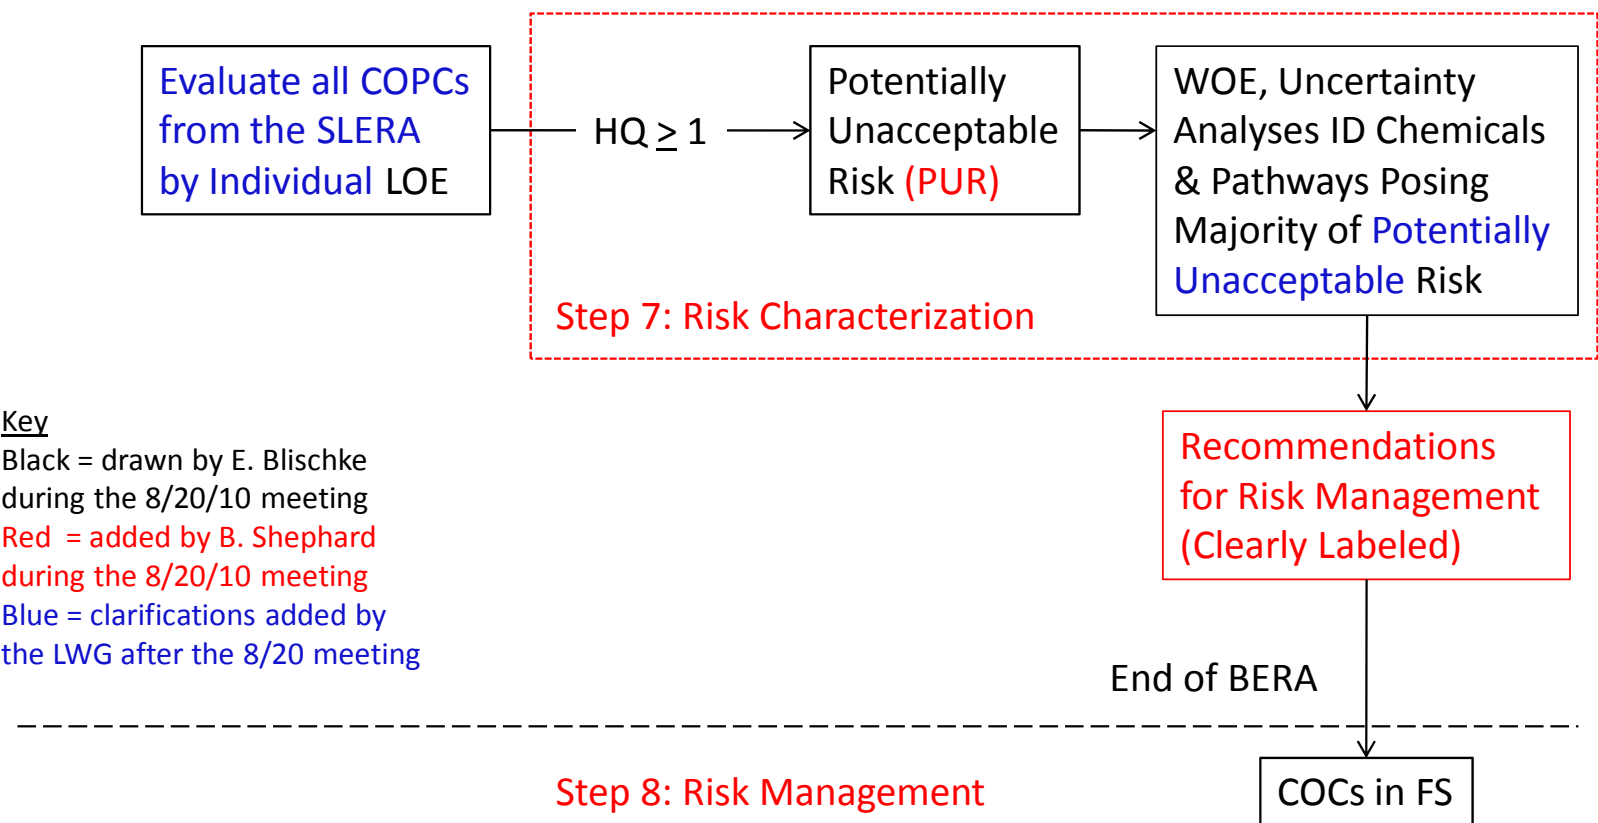 Evaluate all COPCs
from the SLERA
by Individual LOE
HQ ≥ 1
Potentially
Unacceptable
Risk (PUR)
WOE, Uncertainty
Analyses ID Chemicals
& Pathways Posing
Majority of Potentially
Unacceptable Risk
Step 7: Risk Characterization
Key
Black = drawn by E. Blischke
during the 8/20/10 meeting
Red = added by B. Shephard
during the 8/20/10 meeting
Blue = clarifications added by
the LWG after the 8/20 meeting
Recommendations
for Risk Management
(Clearly Labeled)
End of BERA
Step 8: Risk Management
COCs in FS